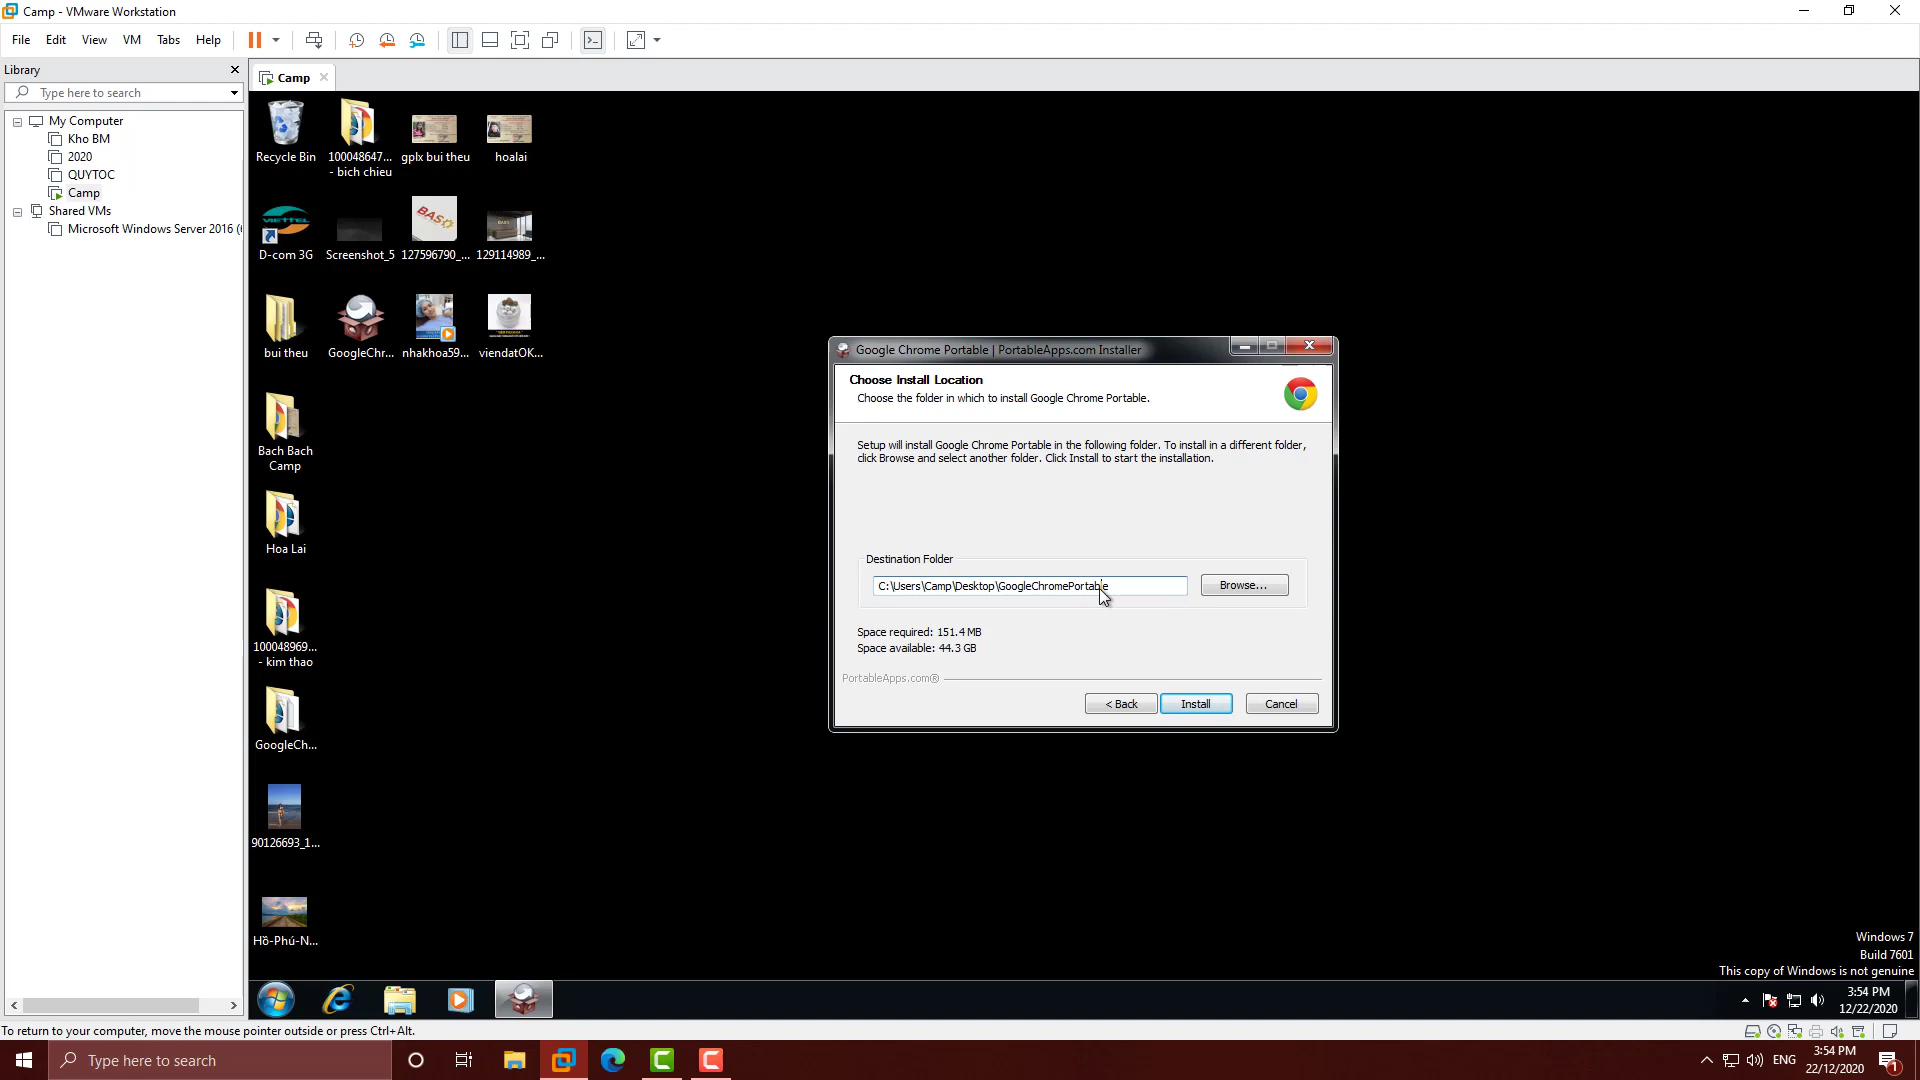 Camp - VMware Workstation
File Edit View VM Tabs Help
Library
Type here to search
My Computer
Kho BM
2020
QUYTOC
Camp
Shared VMs
Microsoft Windows Server 2016 (
Camp
Recycle Bin
100048647...
- bich chieu
gplx bui theu
hoalai
D-com 3G
Screenshot_5
127596790_...
129114989_...
bui theu
GoogleChr...
nhakhoa59...
viendatOK...
Bach Bach
Camp
Hoa Lai
100048969...
- kim thao
GoogleCh...
90126693_1...
Hồ-Phú-N...
Google Chrome Portable | PortableApps.com Installer
Choose Install Location
Choose the folder in which to install Google Chrome Portable.
Setup will install Google Chrome Portable in the following folder. To install in a different folder,
click Browse and select another folder. Click Install to start the installation.
Destination Folder
C:\Users\Camp\Desktop\GoogleChromePortable
Browse...
Space required: 151.4 MB
Space available: 44.3 GB
PortableApps.com®
< Back Install Cancel
Windows 7
Build 7601
This copy of Windows is not genuine
3:54 PM
12/22/2020
To return to your computer, move the mouse pointer outside or press Ctrl+Alt.
Type here to search
ENG
3:54 PM
22/12/2020
1